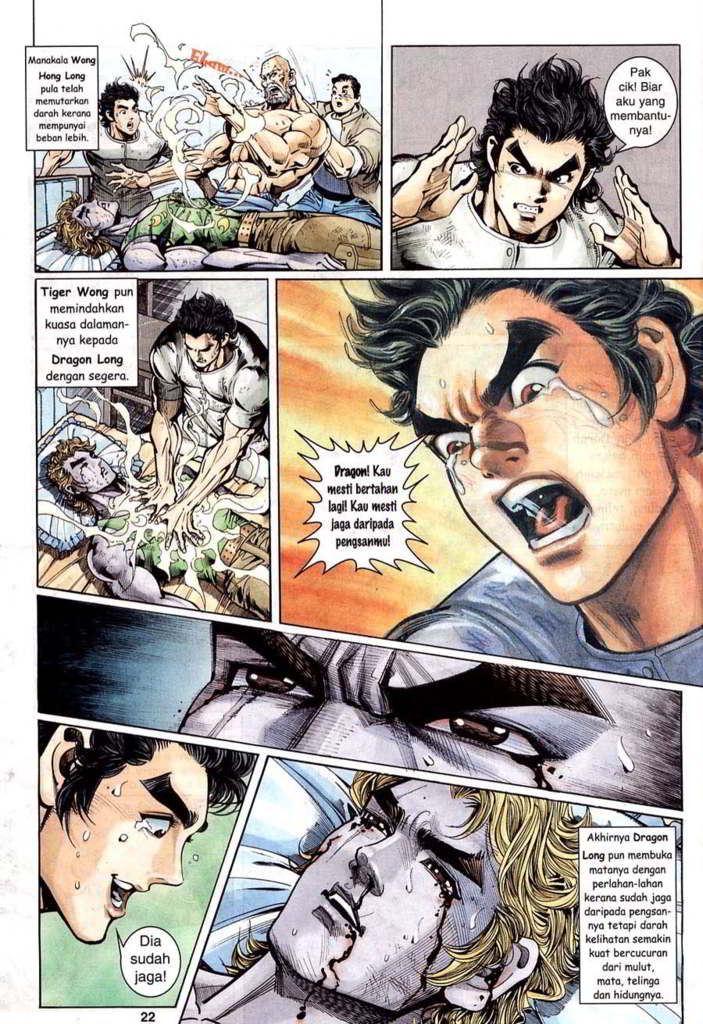 Manakala Wong
Hong Long
pula telah
memutarkan
darah kerana
mempunyai
beban lebih.
Pak
cik! Biar
aku yang
membantu-
nya!
Tiger Wong pun
memindahkan
kuasa dalaman-
nya kepada
Dragon Long
dengan segera.
Dragon! Kau
mesti bertahan
lagi! Kau mesti
jaga daripada
pengsanmu!
Dia
sudah
jaga!
Akhirnya Dragon
Long pun membuka
matanya dengan
perlahan-lahan
kerana sudah jaga
daripada pengsan-
nya tetapi darah
kelihatan semakin
kuat bercucuran
dari mulut,
mata, telinga
dan hidungnya.
22